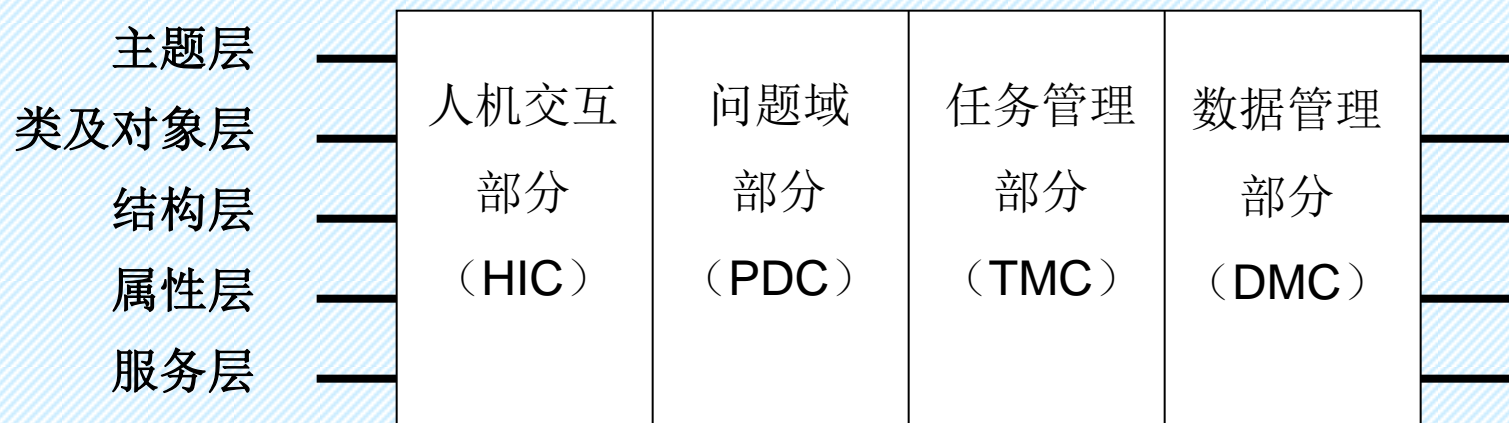 主题层
类及对象层
结构层
属性层
服务层
人机交互
部分
（HIC）
问题域
部分
（PDC）
任务管理
部分
（TMC）
数据管理
部分
（DMC）